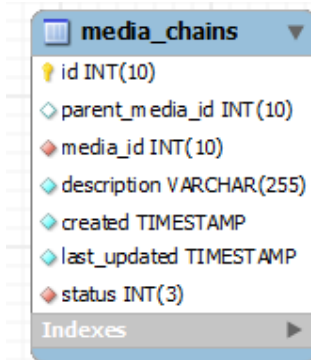 media_chains
id INT(10)
parent_media_id INT(10)
media_id INT(10)
description VARCHAR(255)
created TIMESTAMP
last_updated TIMESTAMP
status INT(3)
Indexes